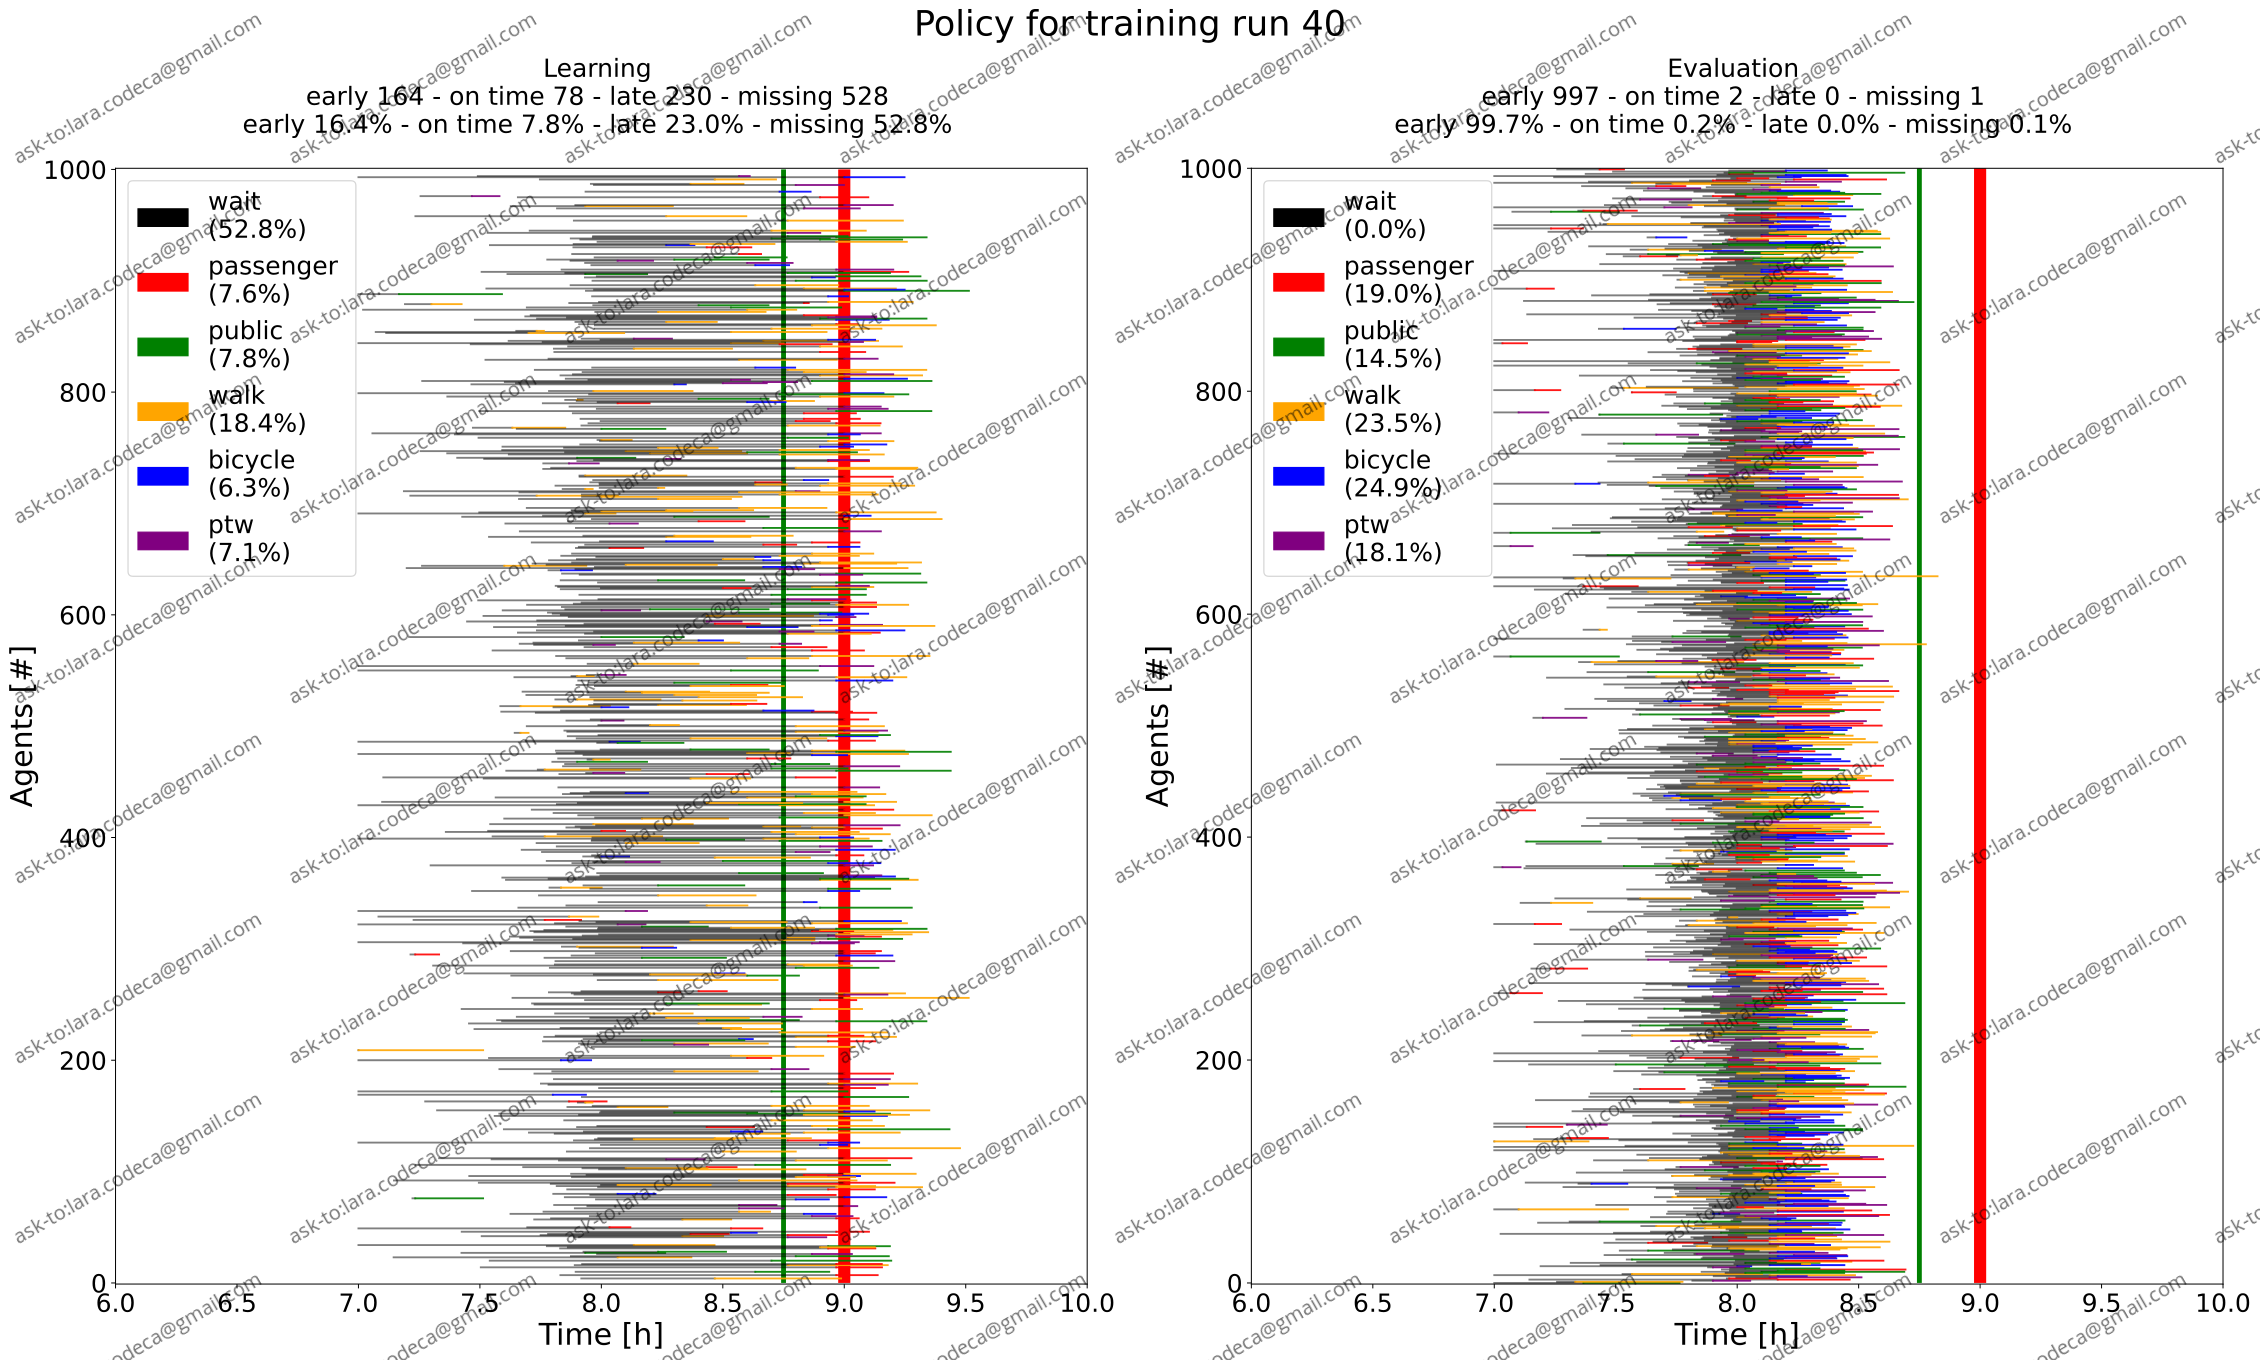 Policy for training run 40
Learning
early 164 - on time 78 - late 230 - missing 528
early 16.4% - on time 7.8% - late 23.0% - missing 52.8%
wait
(52.8%)
passenger
(7.6%)
public
(7.8%)
walk
(18.4%)
bicycle
(6.3%)
ptw
(7.1%)
Agents [#]
1000
800
600
400
200
0
6.0 6.5 7.0 7.5 8.0 8.5 9.0 9.5 10.0
Time [h]
Evaluation
early 997 - on time 2 - late 0 - missing 1
early 99.7% - on time 0.2% - late 0.0% - missing 0.1%
wait
(0.0%)
passenger
(19.0%)
public
(14.5%)
walk
(23.5%)
bicycle
(24.9%)
ptw
(18.1%)
Agents [#]
1000
800
600
400
200
0
6.0 6.5 7.0 7.5 8.0 8.5 9.0 9.5 10.0
Time [h]
ask-to:lara.codeca@gmail.com